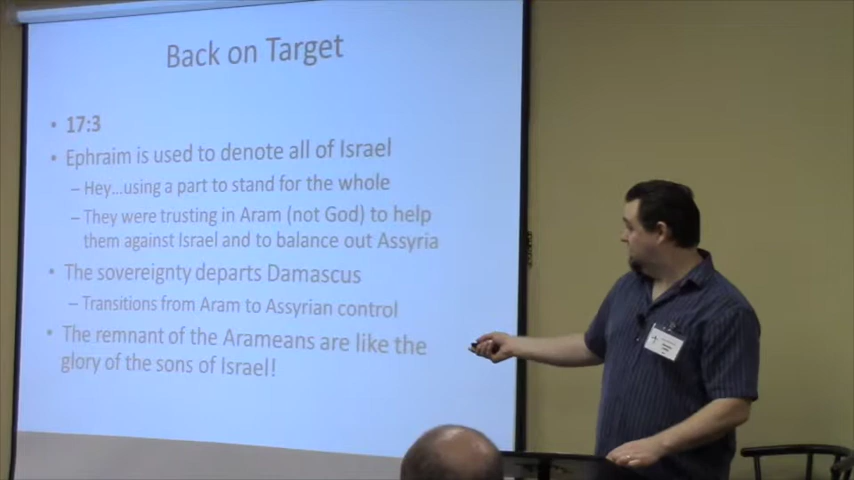 Back on Target
• 17:3
• Ephraim is used to denote all of Israel
– Hey...using a part to stand for the whole
– They were trusting in Aram (not God) to help
them against Israel and to balance out Assyria
• The sovereignty departs Damascus
– Transitions from Aram to Assyrian control
• The remnant of the Arameans are like the
glory of the sons of Israel!